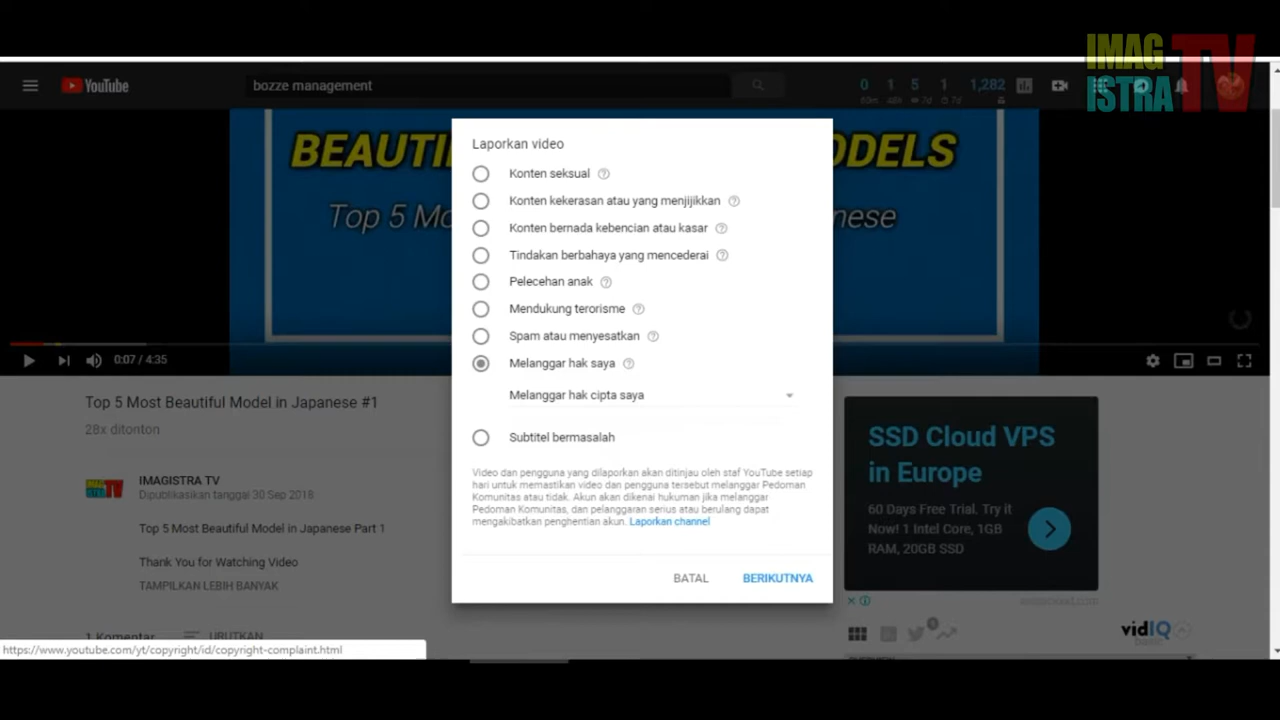 IMAG
ISTRA TV
YouTube
bozze management
0 1 5 1 1,282
60m 48h 7d 7d
BEAUTI ODELS
Top 5 Mo nese
Laporkan video
Konten seksual
Konten kekerasan atau yang menjijikkan
Konten bernada kebencian atau kasar
Tindakan berbahaya yang mencederai
Pelecehan anak
Mendukung terorisme
Spam atau menyesatkan
Melanggar hak saya
Melanggar hak cipta saya
Subtitel bermasalah
Video dan pengguna yang dilaporkan akan ditinjau oleh staf YouTube setiap
hari untuk memastikan video dan pengguna tersebut melanggar Pedoman
Komunitas atau tidak. Akun akan dikenai hukuman jika melanggar
Pedoman Komunitas, dan pelanggaran serius atau berulang dapat
mengakibatkan penghentian akun. Laporkan channel
BATAL BERIKUTNYA
0:07 / 4:35
Top 5 Most Beautiful Model in Japanese #1
28x ditonton
IMAGISTRA TV
Dipublikasikan tanggal 30 Sep 2018
Top 5 Most Beautiful Model in Japanese Part 1
Thank You for Watching Video
TAMPILKAN LEBIH BANYAK
1 Komentar URUTKAN
SSD Cloud VPS
in Europe
60 Days Free Trial. Try it
Now! 1 Intel Core, 1GB
RAM, 20GB SSD
vidIQ
basic
OVERVIEW
https://www.youtube.com/yt/copyright/id/copyright-complaint.html